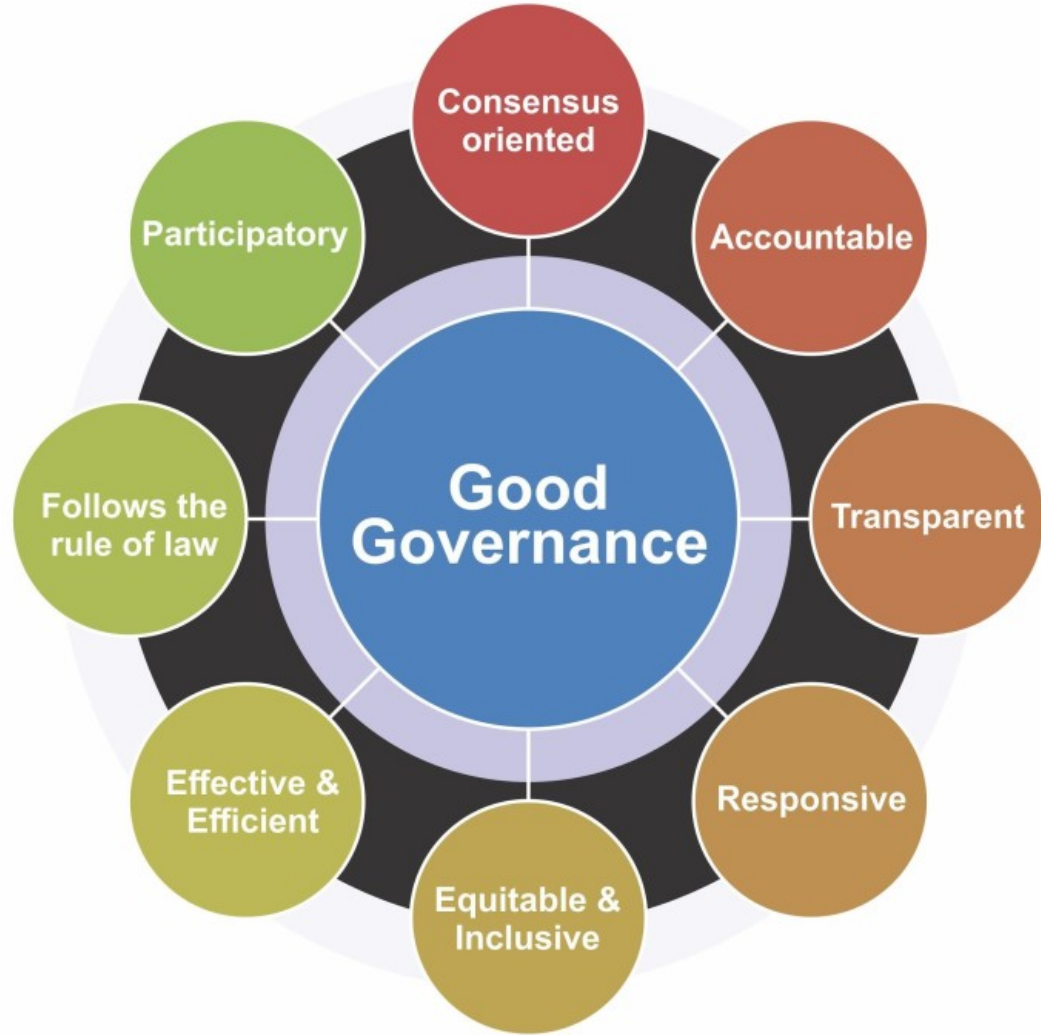 Consensus
oriented
Accountable
Transparent
Responsive
Equitable &
Inclusive
Effective &
Efficient
Follows the
rule of law
Participatory
Good
Governance